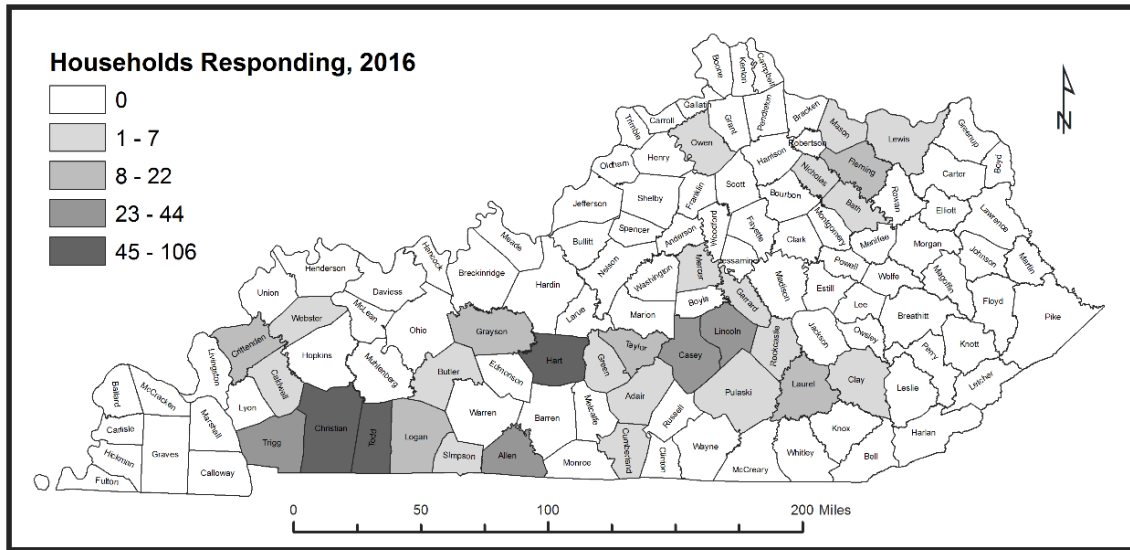 Households Responding, 2016
0
1 - 7
8 - 22
23 - 44
45 - 106
N
Boone
Kenton
Campbell
Gallatin
Carroll
Trimble
Grant
Pendleton
Bracken
Mason
Lewis
Greenup
Boyd
Owen
Robertson
Fleming
Carter
Oldham
Henry
Harrison
Nicholas
Rowan
Elliott
Lawrence
Jefferson
Shelby
Franklin
Scott
Bourbon
Bath
Bullitt
Spencer
Anderson
Woodford
Fayette
Clark
Montgomery
Menifee
Morgan
Johnson
Martin
Meade
Nelson
Washington
Mercer
Jessamine
Madison
Powell
Wolfe
Magoffin
Hancock
Breckinridge
Hardin
Larue
Marion
Boyle
Garrard
Estill
Lee
Breathitt
Floyd
Pike
Henderson
Union
Daviess
McLean
Webster
Ohio
Grayson
Hart
Green
Taylor
Casey
Lincoln
Rockcastle
Jackson
Owsley
Perry
Knott
Letcher
Crittenden
Livingston
Hopkins
Muhlenberg
Butler
Edmonson
Adair
Pulaski
Laurel
Clay
Leslie
Caldwell
Lyon
Warren
Barren
Metcalfe
Russell
Knox
Harlan
Ballard
McCracken
Marshall
Trigg
Christian
Todd
Logan
Simpson
Allen
Monroe
Cumberland
Clinton
Wayne
McCreary
Whitley
Bell
Carlisle
Graves
Calloway
Hickman
Fulton
0
50
100
200 Miles